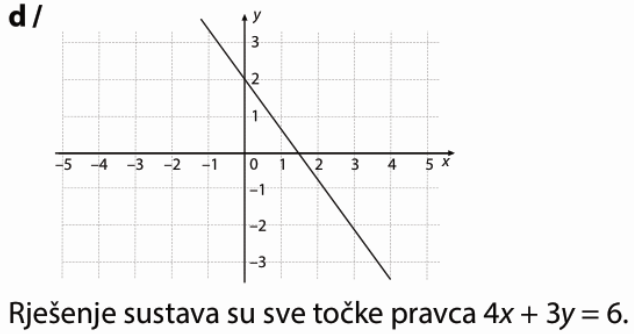 d /
y
3
2
1
–5 –4 –3 –2 –1 0 1 2 3 4 5 x
–1
–2
–3
Rješenje sustava su sve točke pravca 4x + 3y = 6.